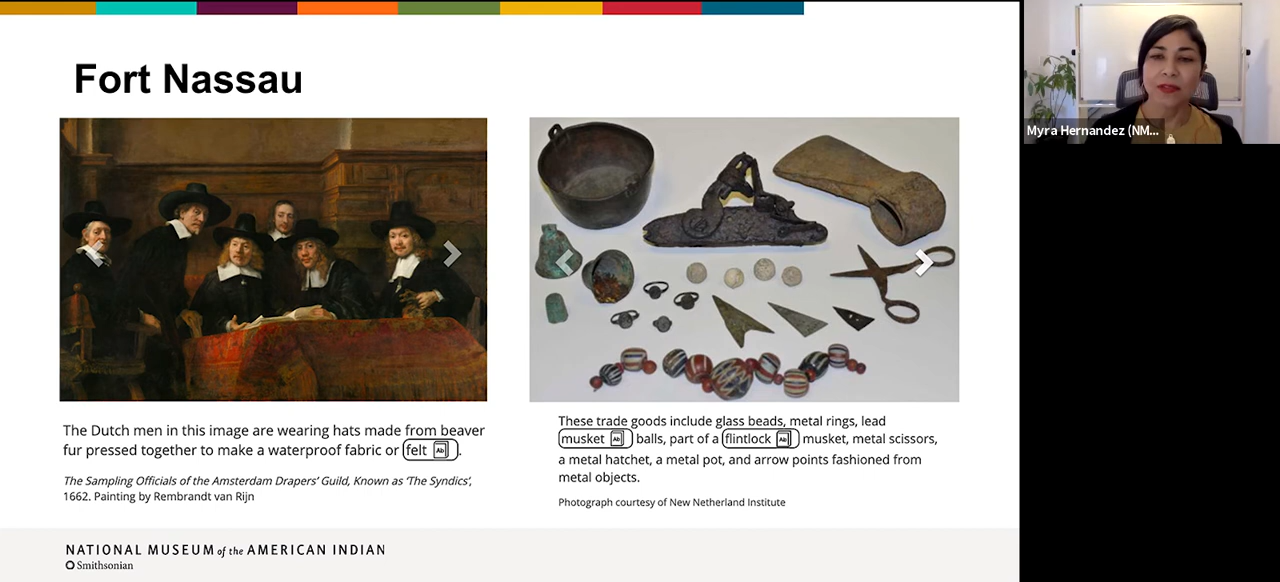 Fort Nassau
The Dutch men in this image are wearing hats made from beaver
fur pressed together to make a waterproof fabric or felt Ab .
The Sampling Officials of the Amsterdam Drapers’ Guild, Known as ‘The Syndics’,
1662. Painting by Rembrandt van Rijn
These trade goods include glass beads, metal rings, lead
musket Ab balls, part of a flintlock Ab musket, metal scissors,
a metal hatchet, a metal pot, and arrow points fashioned from
metal objects.
Photograph courtesy of New Netherland Institute
NATIONAL MUSEUM of the AMERICAN INDIAN
Smithsonian
Myra Hernandez (NM...